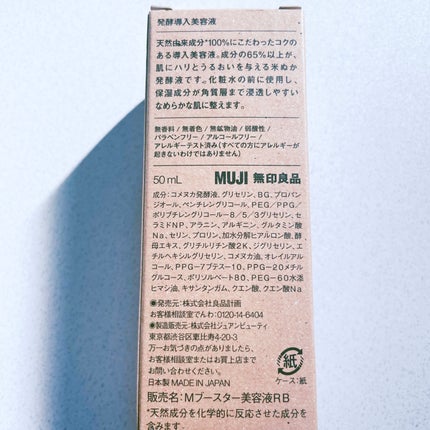 発酵導入美容液
天然由来成分*100%にこだわったコクの
ある導入美容液。成分の65%以上が、
肌にハリとうるおいを与える米ぬか
発酵液です。化粧水の前に使用し、
保湿成分が角質層まで浸透しやすい
なめらかな肌に整えます。
無香料/無着色/無鉱物油/弱酸性/
パラベンフリー/アルコールフリー/
アレルギーテスト済み(すべての方にアレルギーが
起きないわけではありません)
50mL MUJI 無印良品
成分:コメヌカ発酵液、グリセリン、BG、プロパン
ジオール、ペンチレングリコール、PEG/PPG/
ポリブチレングリコール-8/5/3グリセリン、セ
ラミドNP、アラニン、アルギニン、グルタミン酸
Na、セリン、プロリン、加水分解ヒアルロン酸、酵
母エキス、グリチルリチン酸2K、ジグリセリン、エ
チルヘキシルグリセリン、コメヌカ油、オレイルアル
コール、PPG-7ブテス-10、PPG-20メチル
グルコース、ポリソルベート80、PEG-60水添
ヒマシ油、キサンタンガム、クエン酸、クエン酸Na
●発売元:株式会社良品計画
お客様相談室でんわ:0120-14-6404
●製造販売元:株式会社ジュアンビューティ
東京都渋谷区恵比寿4-20-3
万一お気づきの点がありましたら、
お客様相談室またはお買上店まで
お問い合わせください。
日本製 MADE IN JAPAN
紙
ケース:紙
販売名:Mブースター美容液RB
*天然成分を化学的に反応させた成分を
含みます。